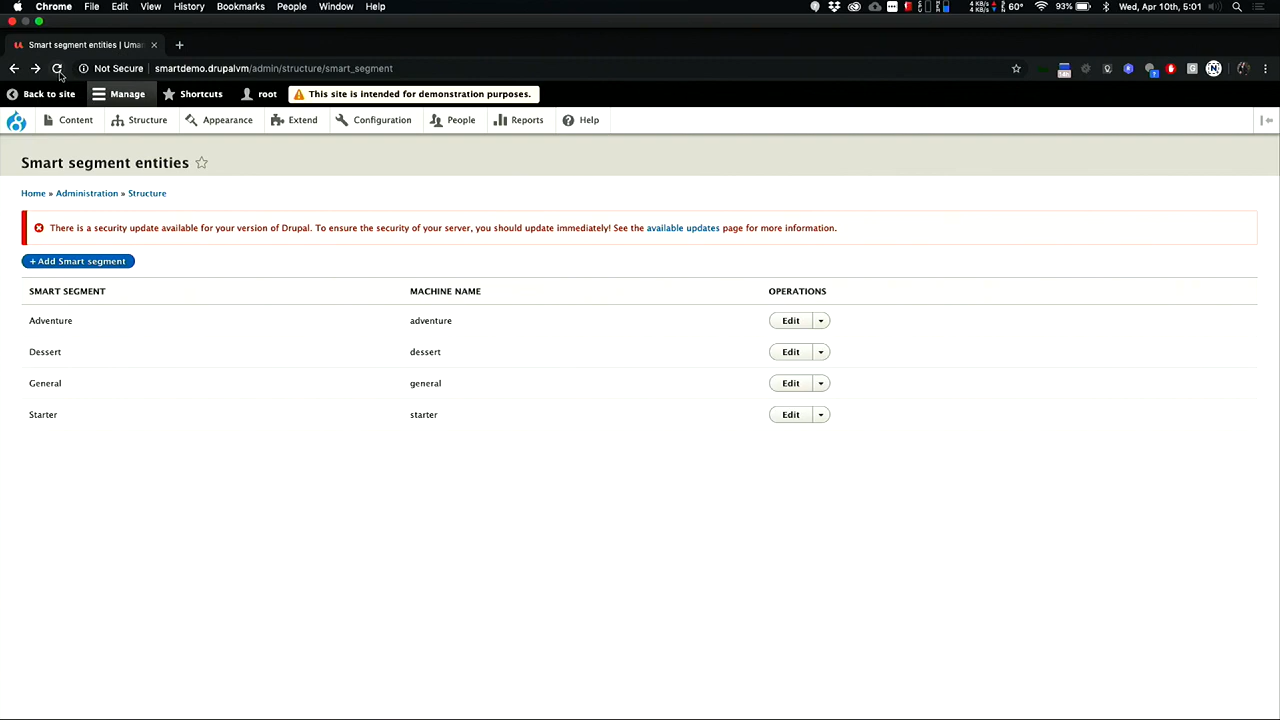 Chrome File Edit View History Bookmarks People Window Help 60° 93% Wed, Apr 10th, 5:01
Smart segment entities | Uma
Not Secure smartdemo.drupalvm/admin/structure/smart_segment
Back to site Manage Shortcuts root This site is intended for demonstration purposes.
Content Structure Appearance Extend Configuration People Reports Help
Smart segment entities
Home » Administration » Structure
There is a security update available for your version of Drupal. To ensure the security of your server, you should update immediately! See the available updates page for more information.
+ Add Smart segment
SMART SEGMENT MACHINE NAME OPERATIONS
Adventure adventure Edit
Dessert dessert Edit
General general Edit
Starter starter Edit